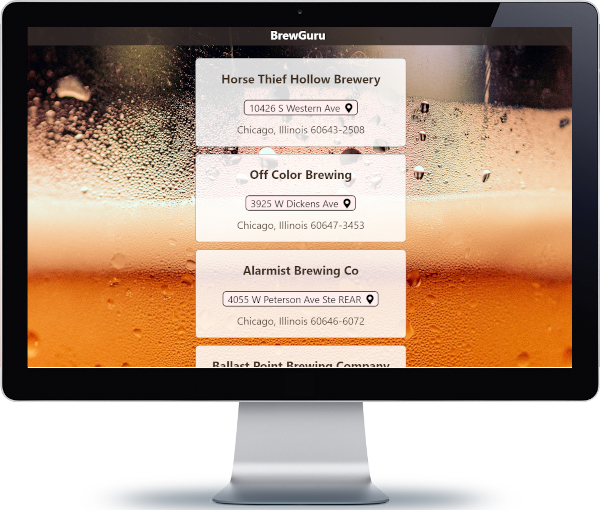 BrewGuru
Horse Thief Hollow Brewery
10426 S Western Ave
Chicago, Illinois 60643-2508
Off Color Brewing
3925 W Dickens Ave
Chicago, Illinois 60647-3453
Alarmist Brewing Co
4055 W Peterson Ave Ste REAR
Chicago, Illinois 60646-6072
Ballast Point Brewing Company